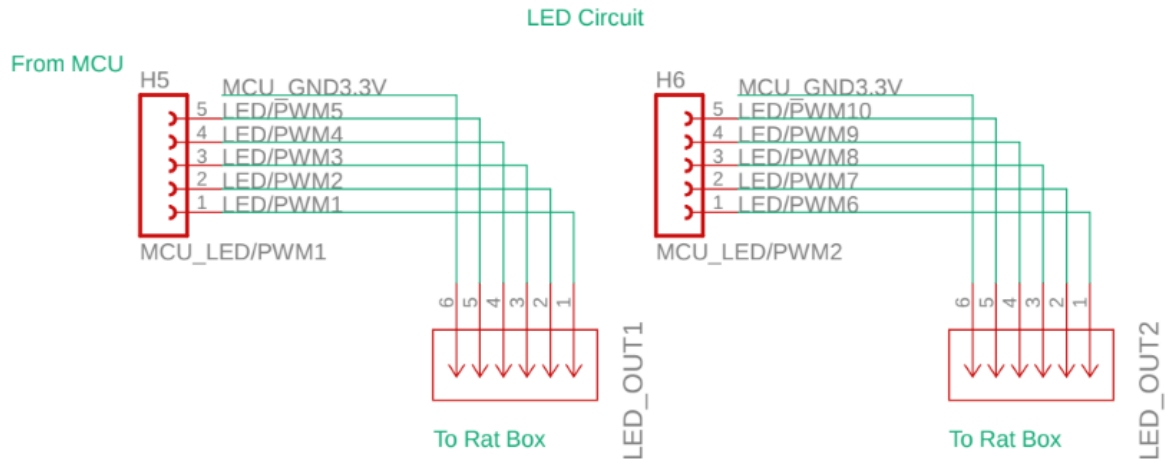 LED Circuit
From MCU
H5
MCU_GND3.3V
5 LED/PWM5
4 LED/PWM4
3 LED/PWM3
2 LED/PWM2
1 LED/PWM1
MCU_LED/PWM1
6 5 4 3 2 1
LED_OUT1
To Rat Box
H6
MCU_GND3.3V
5 LED/PWM10
4 LED/PWM9
3 LED/PWM8
2 LED/PWM7
1 LED/PWM6
MCU_LED/PWM2
6 5 4 3 2 1
LED_OUT2
To Rat Box